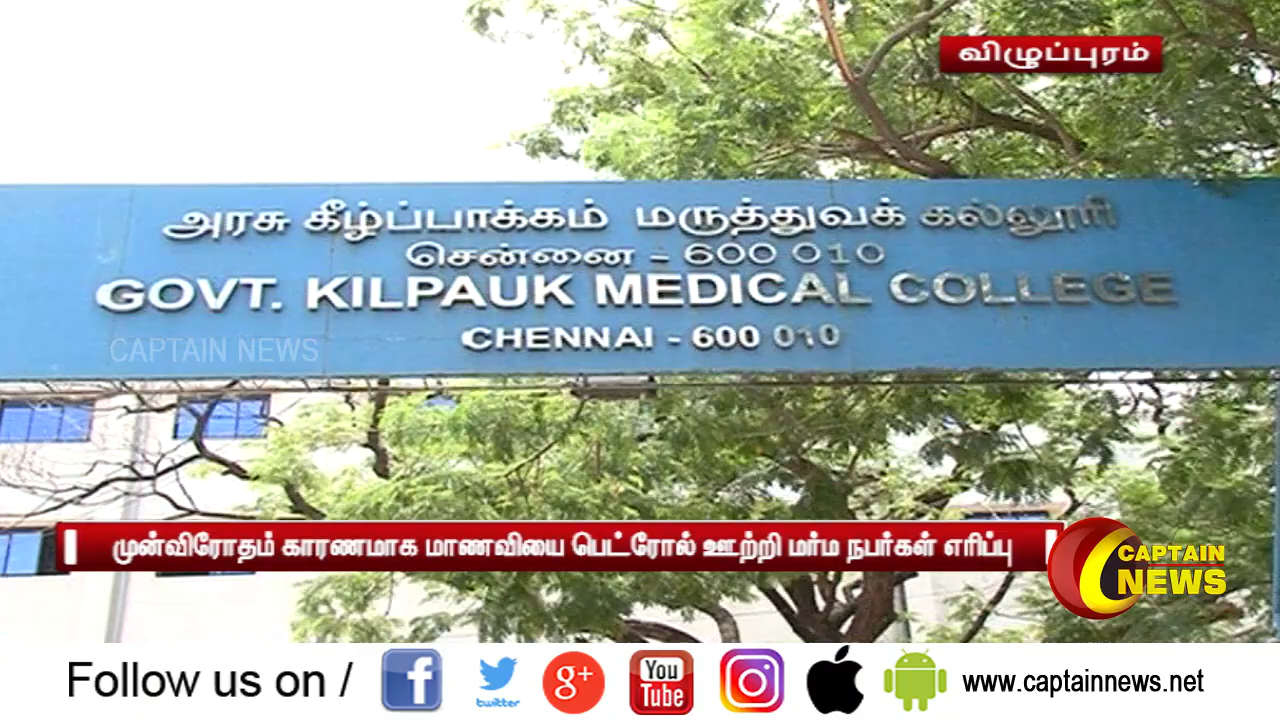 விழுப்புரம்
அரசு கீழ்ப்பாக்கம் மருத்துவக் கல்லூரி
சென்னை - 600 010
GOVT. KILPAUK MEDICAL COLLEGE
CHENNAI - 600 010
CAPTAIN NEWS
முன்விரோதம் காரணமாக மாணவியை பெட்ரோல் ஊற்றி மர்ம நபர்கள் எரிப்பு
CAPTAIN
NEWS
Follow us on / f twitter g+ You Tube www.captainnews.net